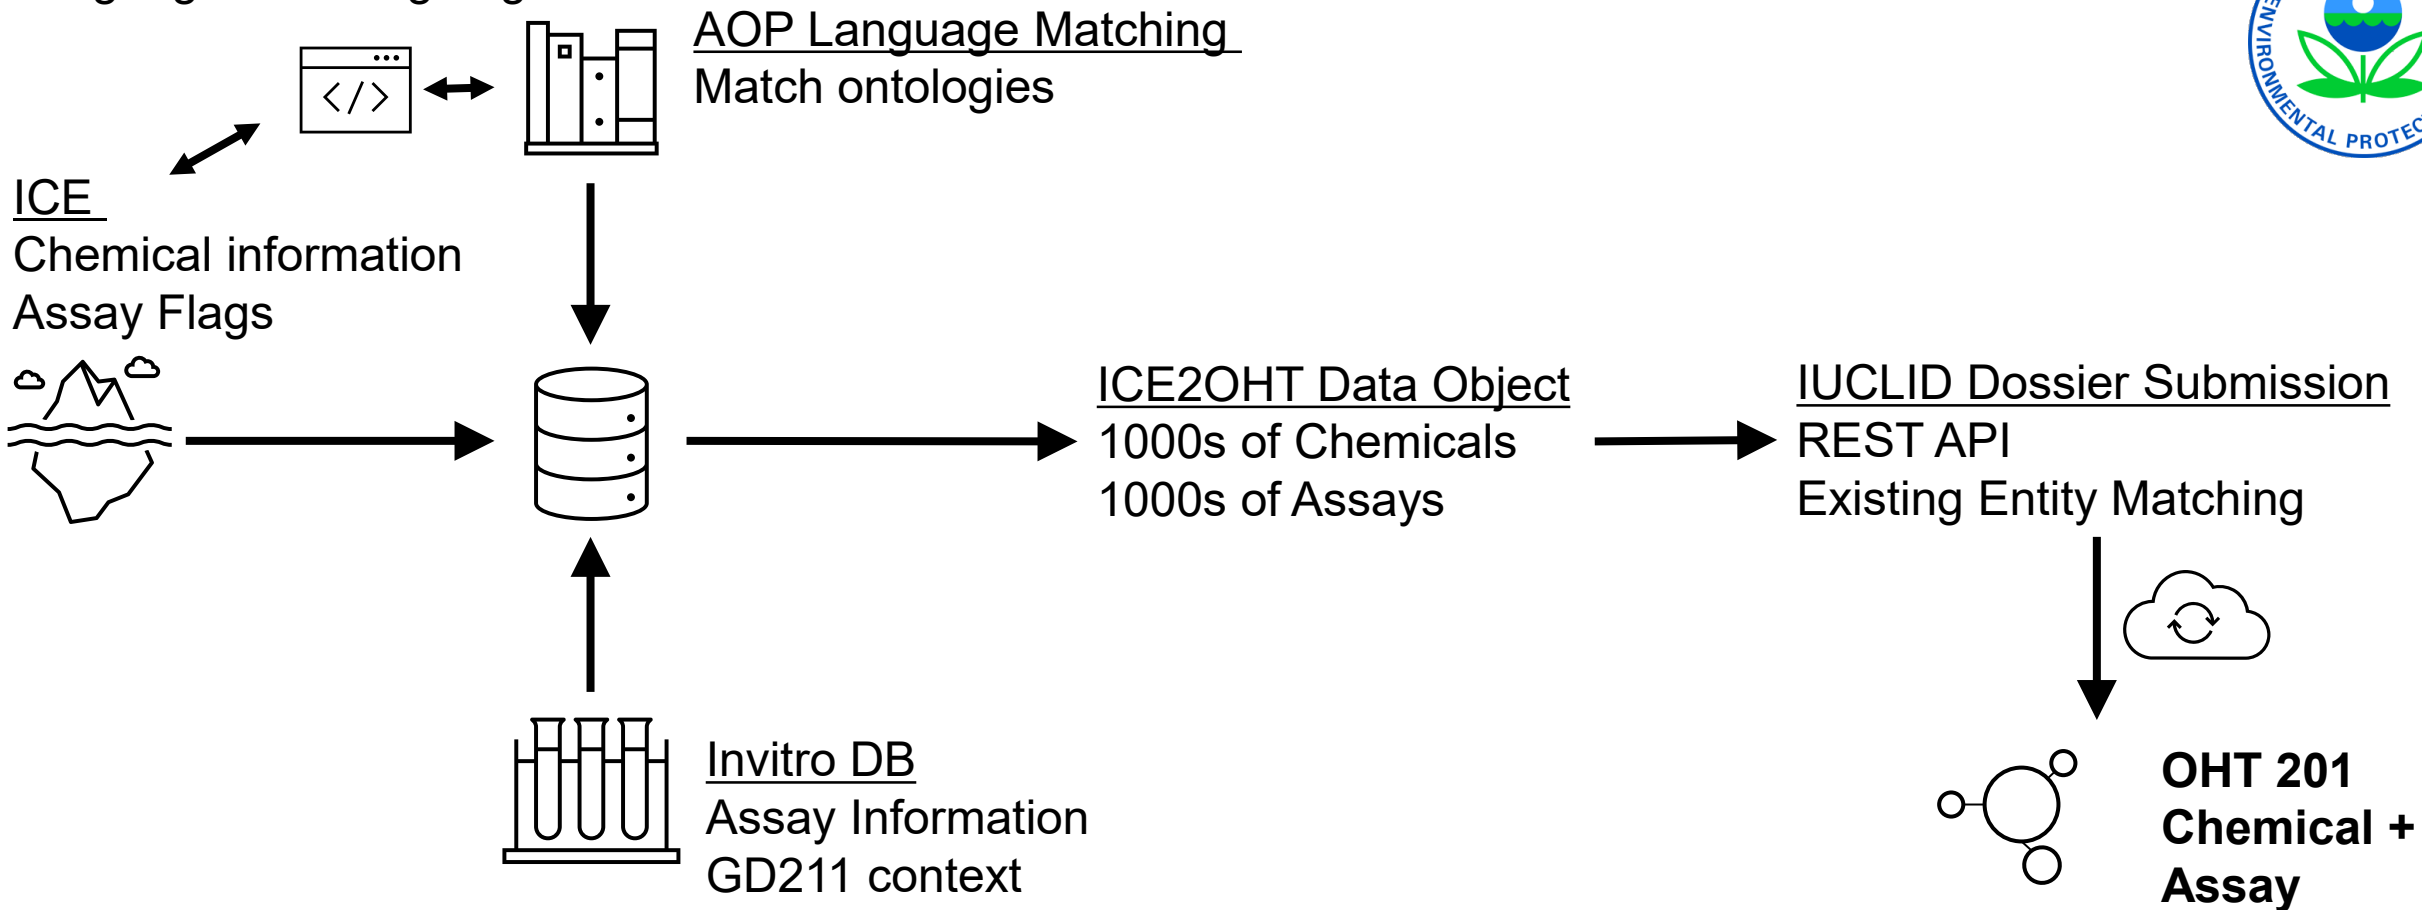 AOP Language Matching
Match ontologies
ENVIRONMENTAL
</>
ICE
Chemical information
Assay Flags
ICE2OHT Data Object
1000s of Chemicals
1000s of Assays
IUCLID Dossier Submission
REST API
Existing Entity Matching
Invitro DB
Assay Information
GD211 context
OHT 201
Chemical +
Assay